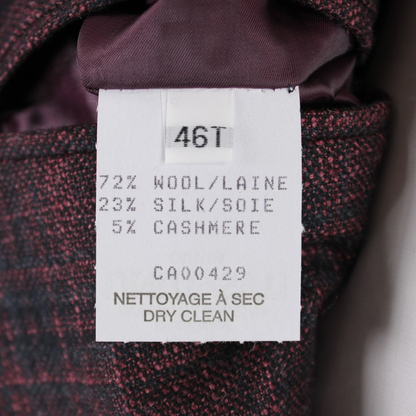 46T
72% WOOL/LAINE
23% SILK/SOIE
5% CASHMERE
CA00429
NETTOYAGE À SEC
DRY CLEAN